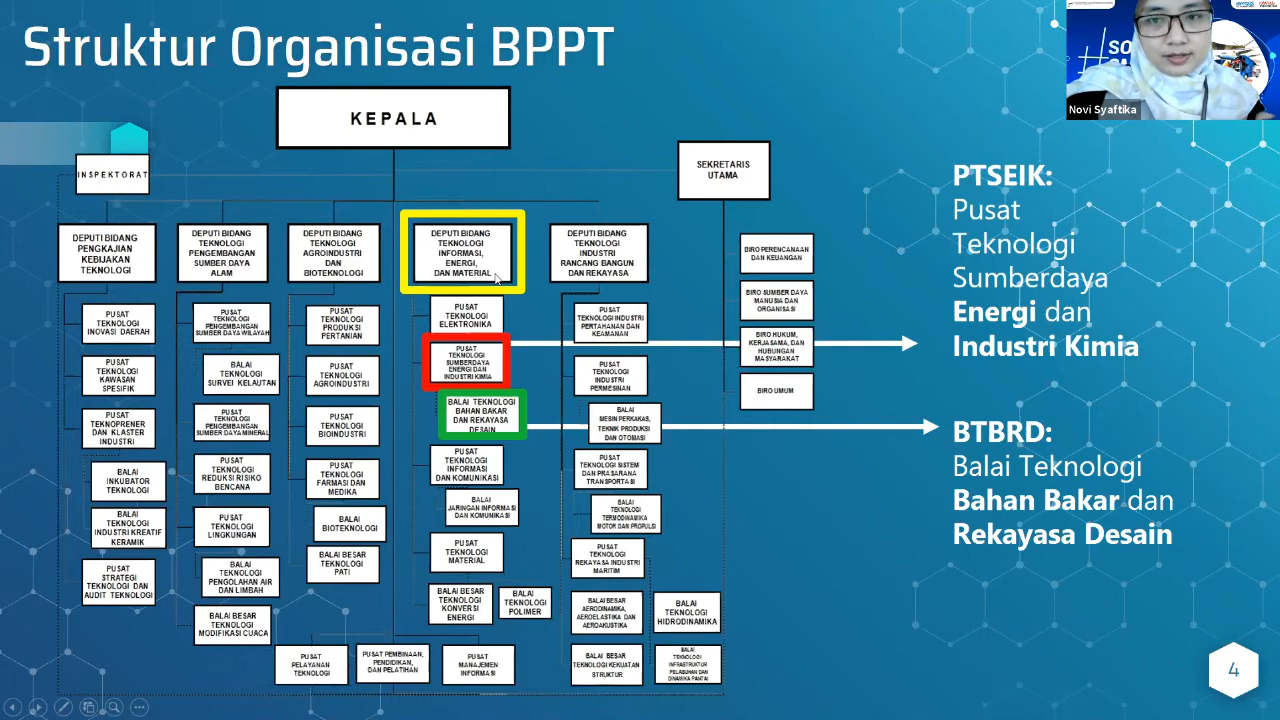 Struktur Organisasi BPPT
#SO
Novi Syaftika
KEPALA
INSPEKTORAT
SEKRETARIS
UTAMA
DEPUTI BIDANG
PENGKAJIAN
KEBIJAKAN
TEKNOLOGI
PUSAT
TEKNOLOGI
INOVASI DAERAH
PUSAT
TEKNOLOGI
KAWASAN
SPESIFIK
PUSAT
TEKNOPRENER
DAN KLASTER
INDUSTRI
BALAI
INKUBATOR
TEKNOLOGI
BALAI
TEKNOLOGI
INDUSTRI KREATIF
KERAMIK
PUSAT
STRATEGI
TEKNOLOGI DAN
AUDIT TEKNOLOGI
DEPUTI BIDANG
TEKNOLOGI
PENGEMBANGAN
SUMBER DAYA
ALAM
PUSAT
TEKNOLOGI
PENGEMBANGAN
SUMBER DAYA WILAYAH
BALAI
TEKNOLOGI
SURVEI KELAUTAN
PUSAT
TEKNOLOGI
PENGEMBANGAN
SUMBER DAYA MINERAL
PUSAT
TEKNOLOGI
REDUKSI RISIKO
BENCANA
PUSAT
TEKNOLOGI
LINGKUNGAN
BALAI
TEKNOLOGI
PENGOLAHAN AIR
DAN LIMBAH
BALAI BESAR
TEKNOLOGI
MODIFIKASI CUACA
DEPUTI BIDANG
TEKNOLOGI
AGROINDUSTRI
DAN
BIOTEKNOLOGI
PUSAT
TEKNOLOGI
PRODUKSI
PERTANIAN
PUSAT
TEKNOLOGI
AGROINDUSTRI
PUSAT
TEKNOLOGI
BIOINDUSTRI
PUSAT
TEKNOLOGI
FARMASI DAN
MEDIKA
BALAI
BIOTEKNOLOGI
BALAI BESAR
TEKNOLOGI
PATI
DEPUTI BIDANG
TEKNOLOGI
INFORMASI,
ENERGI,
DAN MATERIAL
PUSAT
TEKNOLOGI
ELEKTRONIKA
PUSAT
TEKNOLOGI
SUMBERDAYA
ENERGI DAN
INDUSTRI KIMIA
BALAI TEKNOLOGI
BAHAN BAKAR
DAN REKAYASA
DESAIN
PUSAT
TEKNOLOGI
INFORMASI
DAN KOMUNIKASI
BALAI
JARINGAN INFORMASI
DAN KOMUNIKASI
PUSAT
TEKNOLOGI
MATERIAL
BALAI BESAR
TEKNOLOGI
KONVERSI
ENERGI
BALAI
TEKNOLOGI
POLIMER
DEPUTI BIDANG
TEKNOLOGI
INDUSTRI
RANCANG BANGUN
DAN REKAYASA
PUSAT
TEKNOLOGI INDUSTRI
PERTAHANAN DAN
KEAMANAN
PUSAT
TEKNOLOGI
INDUSTRI
PERMESINAN
BALAI
MESIN PERKAKAS,
TEKNIK PRODUKSI
DAN OTOMASI
PUSAT
TEKNOLOGI SISTEM
DAN PRASARANA
TRANSPORTASI
BALAI
TEKNOLOGI
TERMODINAMIKA
MOTOR DAN PROPULSI
PUSAT
TEKNOLOGI
REKAYASA INDUSTRI
MARITIM
BALAI BESAR
AERODINAMIKA,
AEROELASTIKA DAN
AEROAKUSTIKA
BALAI
TEKNOLOGI
HIDRODINAMIKA
BALAI BESAR
TEKNOLOGI KEKUATAN
STRUKTUR
BALAI
TEKNOLOGI
INFRASTRUKTUR
PELABUHAN DAN
DINAMIKA PANTAI
BIRO PERENCANAAN
DAN KEUANGAN
BIRO SUMBER DAYA
MANUSIA DAN
ORGANISASI
BIRO HUKUM,
KERJASAMA, DAN
HUBUNGAN
MASYARAKAT
BIRO UMUM
PUSAT
PELAYANAN
TEKNOLOGI
PUSAT PEMBINAAN,
PENDIDIKAN,
DAN PELATIHAN
PUSAT
MANAJEMEN
INFORMASI
PTSEIK:
Pusat
Teknologi
Sumberdaya
Energi dan
Industri Kimia
BTBRD:
Balai Teknologi
Bahan Bakar dan
Rekayasa Desain
4